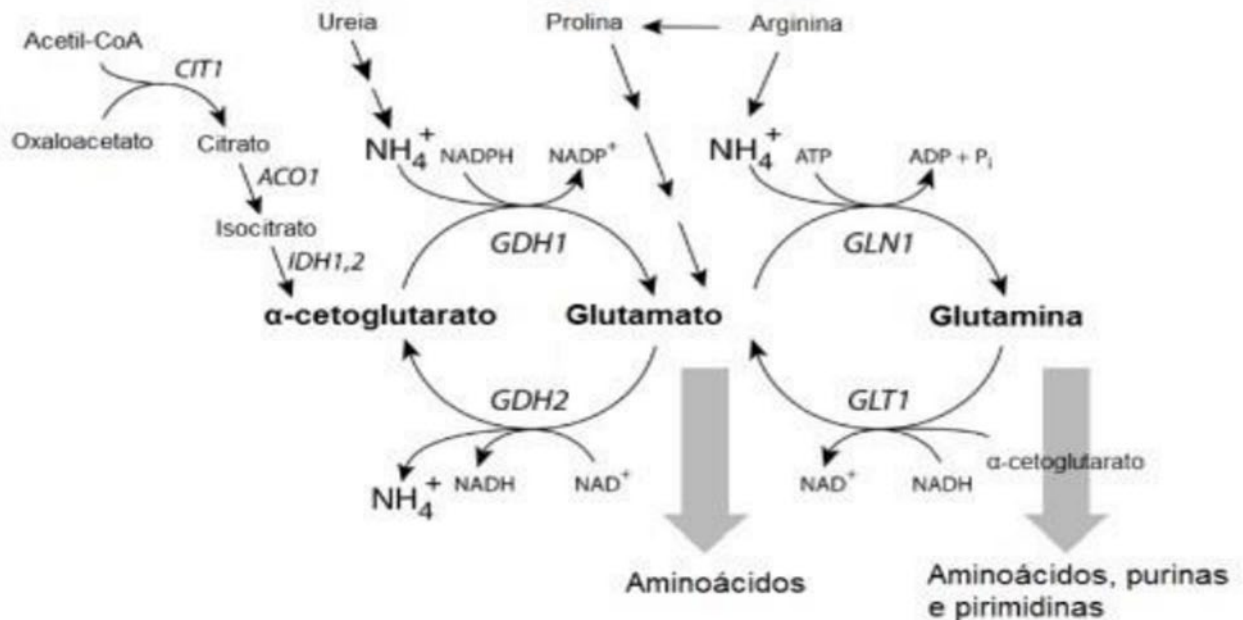 Ureia
Prolina
Arginina
Acetil-CoA
CIT1
Oxaloacetato
Citrato
NH4+
NADPH
NADP+
NH4+
ATP
ADP + Pi
ACO1
Isocitrato
GDH1
GLN1
IDH1,2
α-cetoglutarato
Glutamato
Glutamina
GDH2
GLT1
α-cetoglutarato
NH4+
NADH
NAD+
NAD+
NADH
Aminoácidos
Aminoácidos, purinas
e pirimidinas